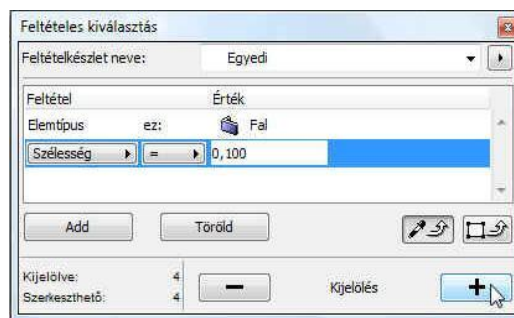 Feltételes kiválasztás
Feltételkészlet neve: Egyedi
Feltétel Érték
Elemtípus ez: Fal
Szélesség = 0,100
Add Töröld
Kijelölve: 4
Szerkeszthető: 4
− Kijelölés +